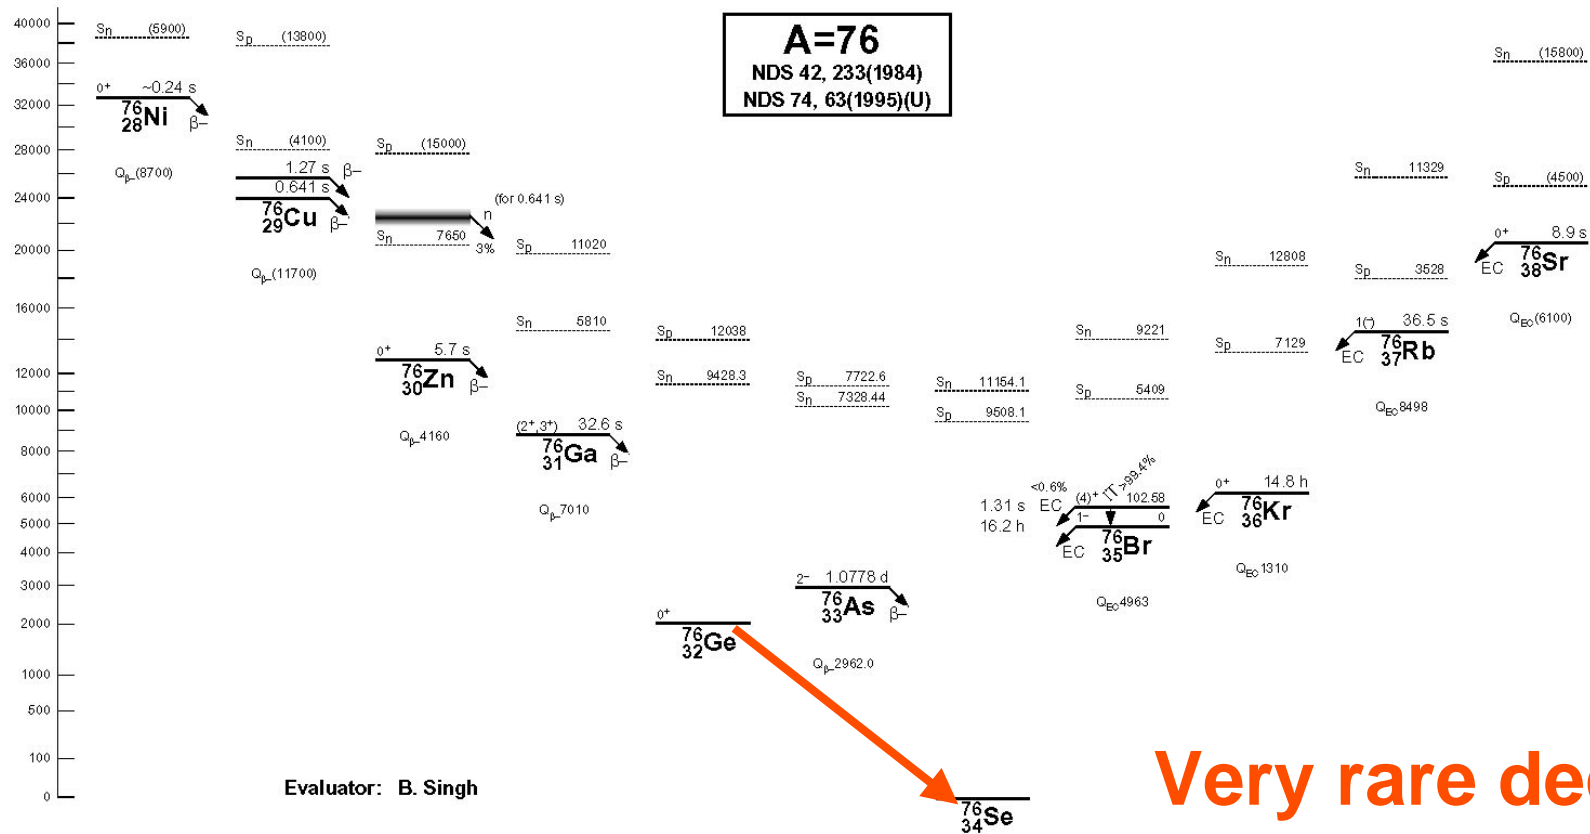 A=76
NDS 42, 233(1984)
NDS 74, 63(1995)(U)
40000
36000
32000
28000
24000
20000
16000
12000
10000
8000
6000
5000
4000
3000
2000
1000
500
100
0
Sn (5900)
0+ ~0.24 s
76 28 Ni β−
Qβ−(8700)
Sp (13800)
Sn (4100)
1.27 s β−
0.641 s
76 29 Cu β−
Qβ−(11700)
Sp (15000)
(for 0.641 s)
n
3%
Sn 7650
0+ 5.7 s
76 30 Zn β−
Qβ−4160
Sp 11020
Sn 5810
(2+,3+) 32.6 s
76 31 Ga β−
Qβ−7010
Sp 12038
Sn 9428.3
0+
76 32 Ge
Sp 7722.6
Sn 7328.44
2− 1.0778 d
76 33 As β−
Qβ−2962.0
Sn 11154.1
Sp 9508.1
76 34 Se
Sn 9221
Sp 5409
<0.6% IT >99.4%
1.31 s EC (4)+ 102.58
16.2 h 1− 0
EC 76 35 Br
QEC4963
Sn 12808
Sp 7129
0+ 14.8 h
EC 76 36 Kr
QEC1310
Sn 11329
Sp 3528
1(−) 36.5 s
EC 76 37 Rb
QEC8498
Sn (15800)
Sp (4500)
0+ 8.9 s
EC 76 38 Sr
QEC(6100)
Evaluator: B. Singh
Very rare